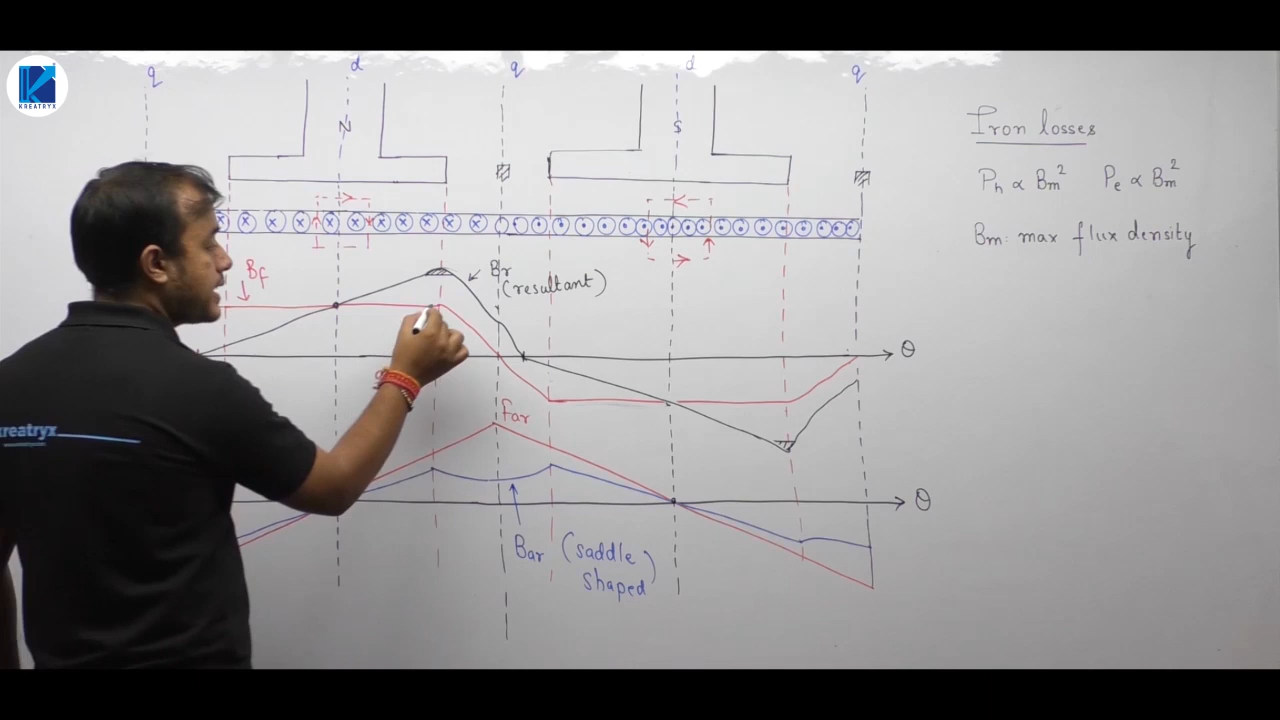 KREATRYX
q d q d q
N S
Iron losses
Ph ∝ Bm² Pe ∝ Bm²
Bm: max flux density
x x x x x x x x x x x
Bf
Br
(resultant)
θ
far
θ
Bar (saddle
shaped)
kreatryx